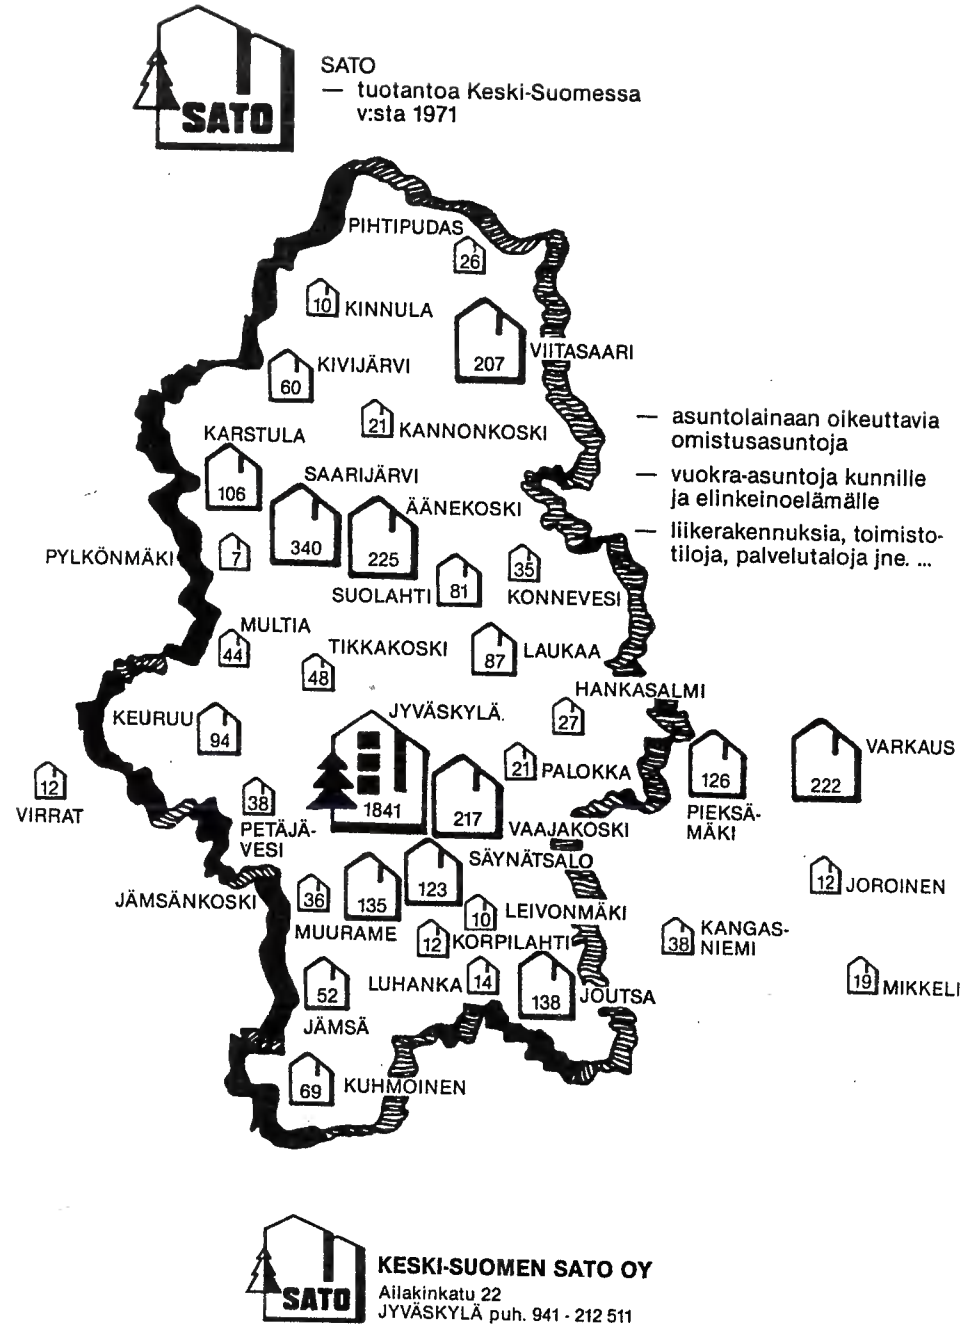 SATO
SATO
— tuotantoa Keski-Suomessa
v:sta 1971
PIHTIPUDAS
26
10 KINNULA
207
VIITASAARI
60
KIVIJÄRVI
21 KANNONKOSKI
— asuntolainaan oikeuttavia
omistusasuntoja
— vuokra-asuntoja kunnille
ja elinkeinoelämälle
— liikerakennuksia, toimisto-
tiloja, palvelutaloja jne. ...
KARSTULA
106
SAARIJÄRVI
340
ÄÄNEKOSKI
225
PYLKÖNMÄKI
7
SUOLAHTI
81
35
KONNEVESI
MULTIA
44
TIKKAKOSKI
48
87
LAUKAA
HANKASALMI
27
KEURUU
94
JYVÄSKYLÄ.
1841
21 PALOKKA
126
PIEKSÄ-
MÄKI
222
VARKAUS
12
VIRRAT
38
PETÄJÄ-
VESI
217
VAAJAKOSKI
SÄYNÄTSALO
123
12 JOROINEN
JÄMSÄNKOSKI
36
135
MUURAME
10
LEIVONMÄKI
12 KORPILAHTI
38
KANGAS-
NIEMI
LUHANKA 14
138
JOUTSA
19 MIKKELI
52
JÄMSÄ
69
KUHMOINEN
SATO
KESKI-SUOMEN SATO OY
Ailakinkatu 22
JYVÄSKYLÄ puh. 941 - 212 511